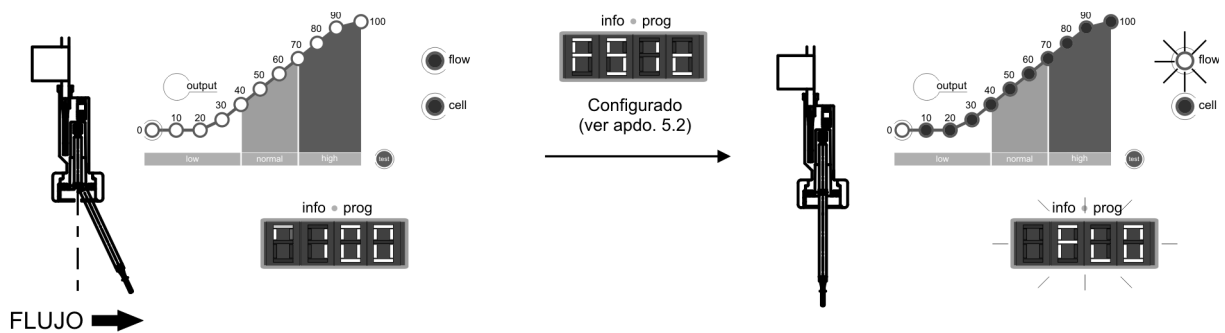 0 10 20 30 40 50 60 70 80 90 100
output
flow
cell
low normal high test
info prog
FLUJO
info prog
Configurado
(ver apdo. 5.2)
0 10 20 30 40 50 60 70 80 90 100
output
flow
cell
low normal high test
info prog